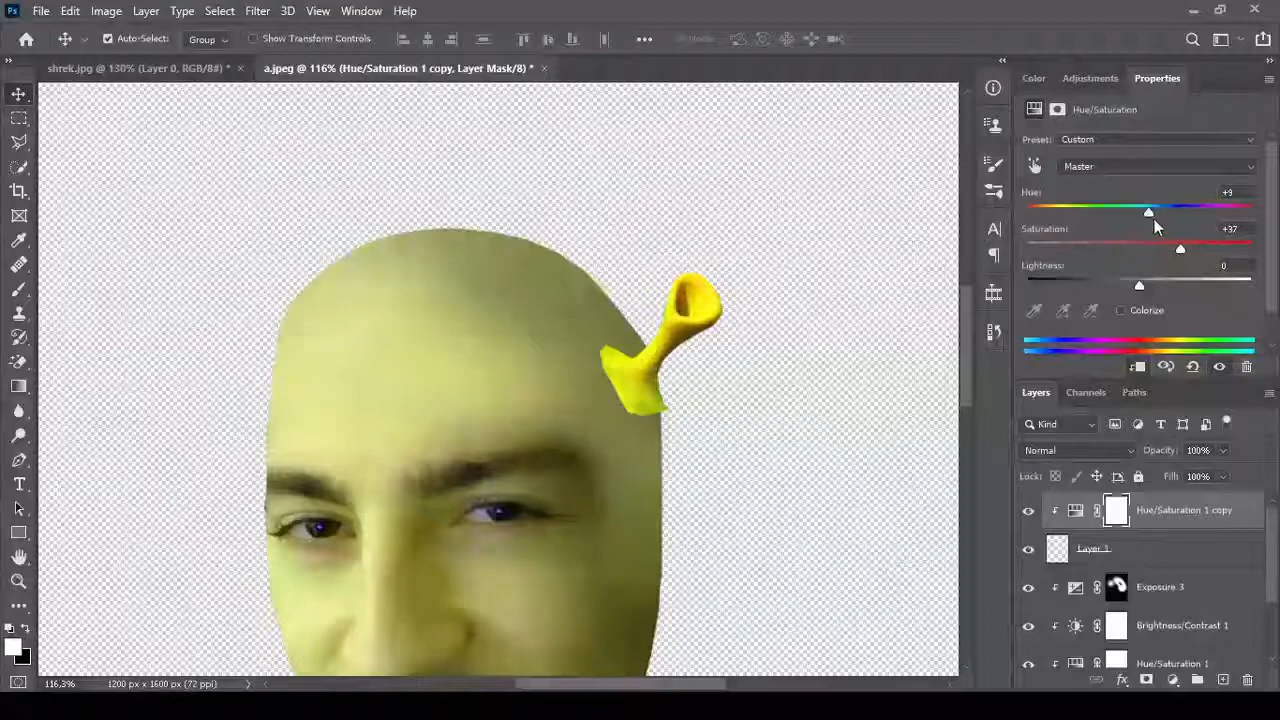 Ps File Edit Image Layer Type Select Filter 3D View Window Help
Auto-Select: Group Show Transform Controls
shrek.jpg @ 130% (Layer 0, RGB/8#) * × a.jpeg @ 116% (Hue/Saturation 1 copy, Layer Mask/8) * ×
Color Adjustments Properties
Hue/Saturation
Preset: Custom
Master
Hue: +9
Saturation: +37
Lightness: 0
Colorize
Layers Channels Paths
Kind
Normal Opacity: 100%
Lock: Fill: 100%
Hue/Saturation 1 copy
Layer 1
Exposure 3
Brightness/Contrast 1
Hue/Saturation 1
116,3% 1200 px x 1600 px (72 ppi)